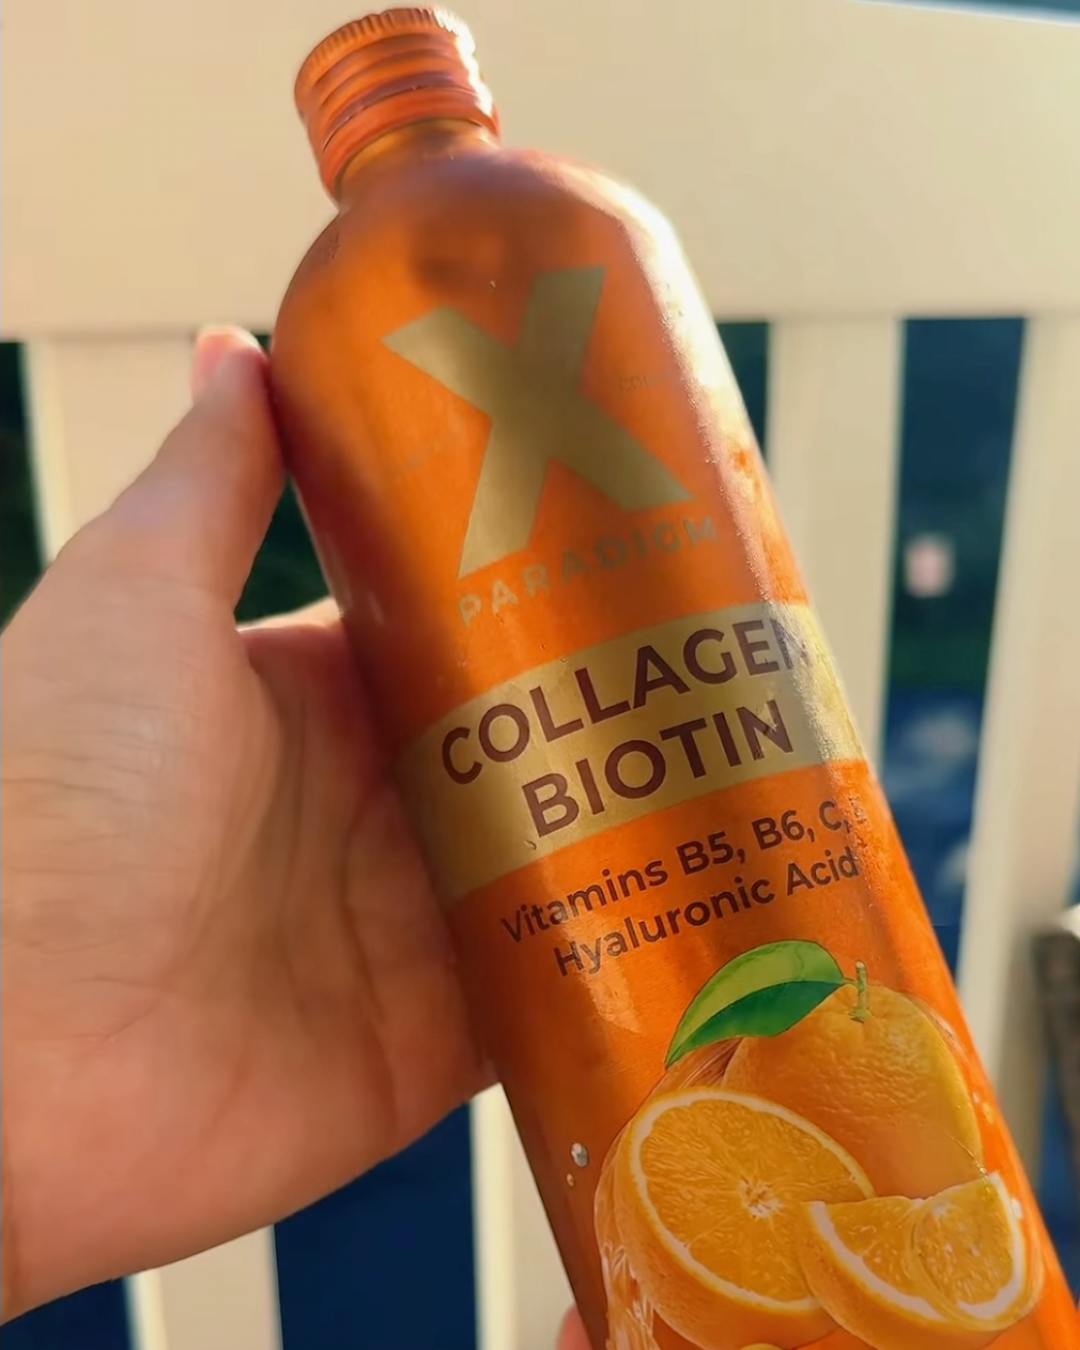 X
PARADIGM
COLLAGEN
BIOTIN
Vitamins B5, B6, C,
Hyaluronic Acid